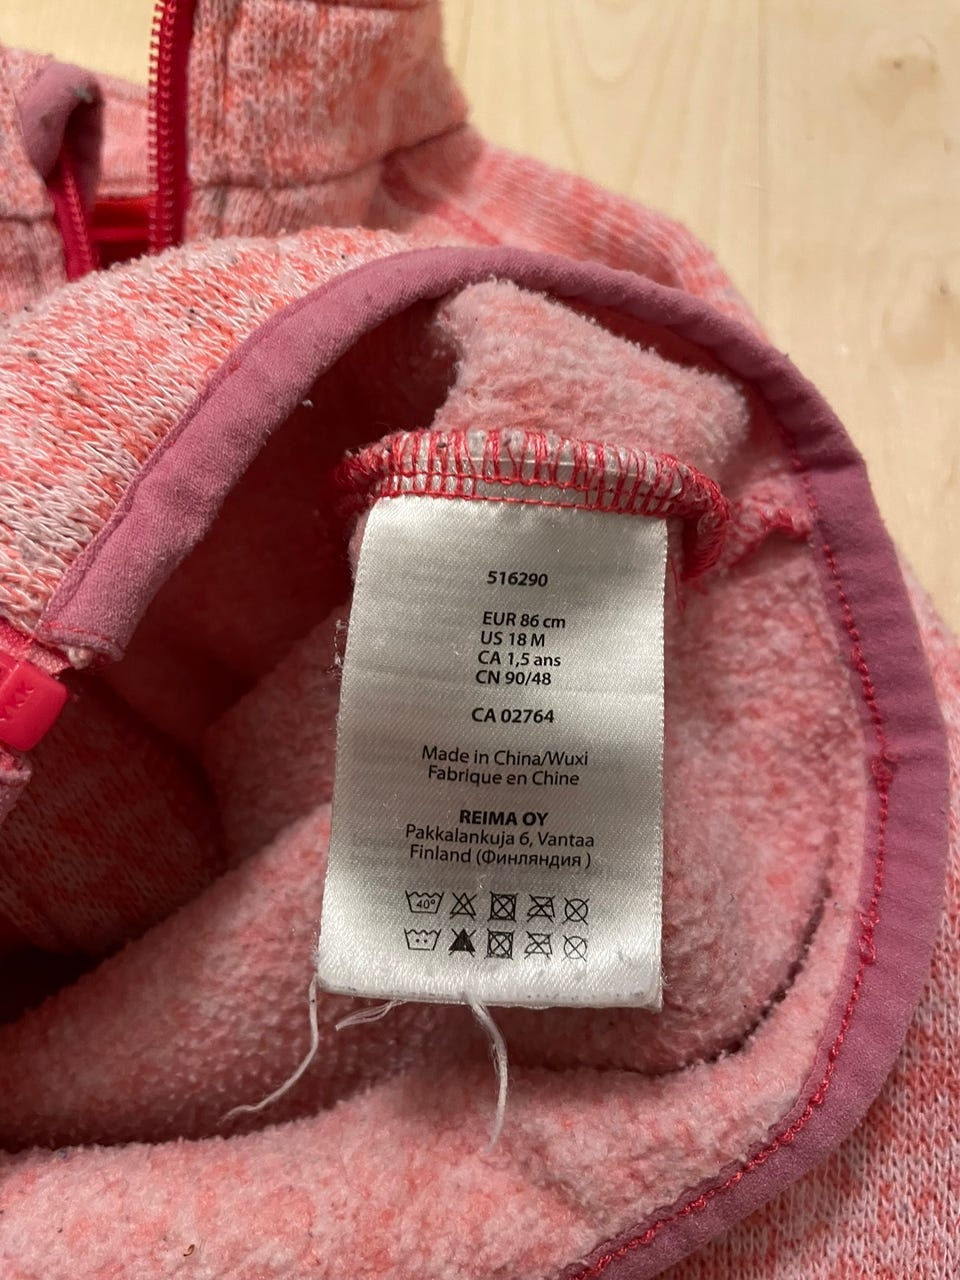 516290
EUR 86 cm
US 18 M
CA 1,5 ans
CN 90/48
CA 02764
Made in China/Wuxi
Fabrique en Chine
REIMA OY
Pakkalankuja 6, Vantaa
Finland (Финляндия )
40°